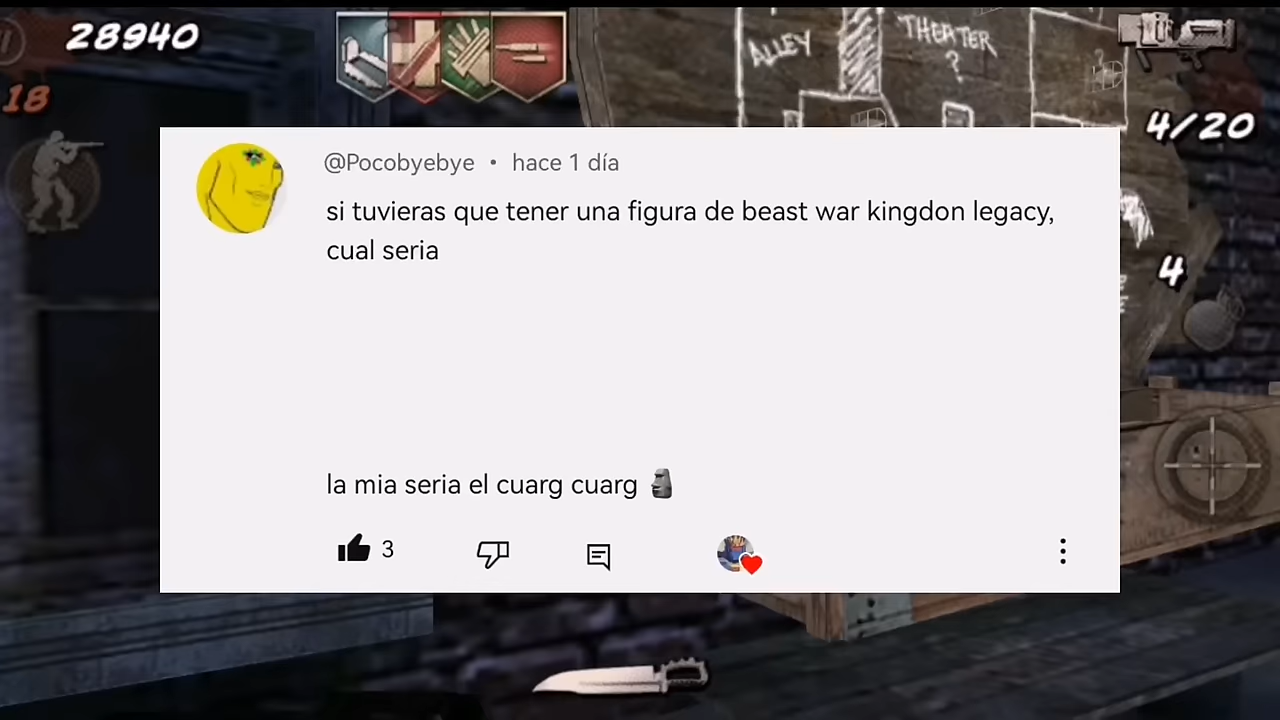 28940
ALLEY
THEATER
?
18
4/20
@Pocobyebye • hace 1 día
si tuvieras que tener una figura de beast war kingdon legacy,
cual seria
4
la mia seria el cuarg cuarg 🗿
3